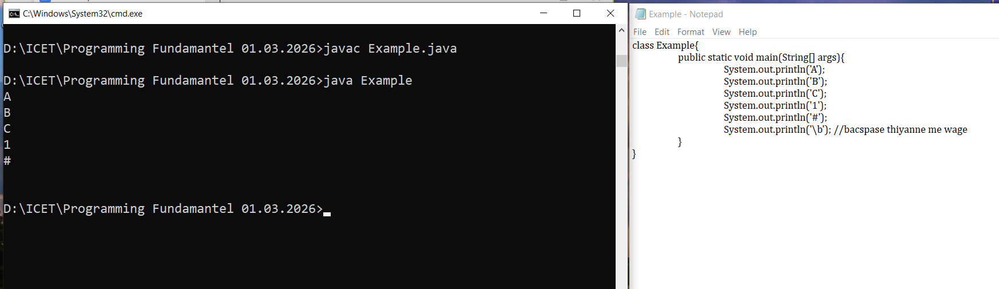 C:\Windows\System32\cmd.exe
D:\ICET\Programming Fundamantel 01.03.2026>javac Example.java
D:\ICET\Programming Fundamantel 01.03.2026>java Example
A
B
C
1
#
D:\ICET\Programming Fundamantel 01.03.2026>
Example - Notepad
File Edit Format View Help
class Example{
public static void main(String[] args){
System.out.println('A');
System.out.println('B');
System.out.println('C');
System.out.println('1');
System.out.println('#');
System.out.println('\b'); //bacspase thiyanne me wage
}
}